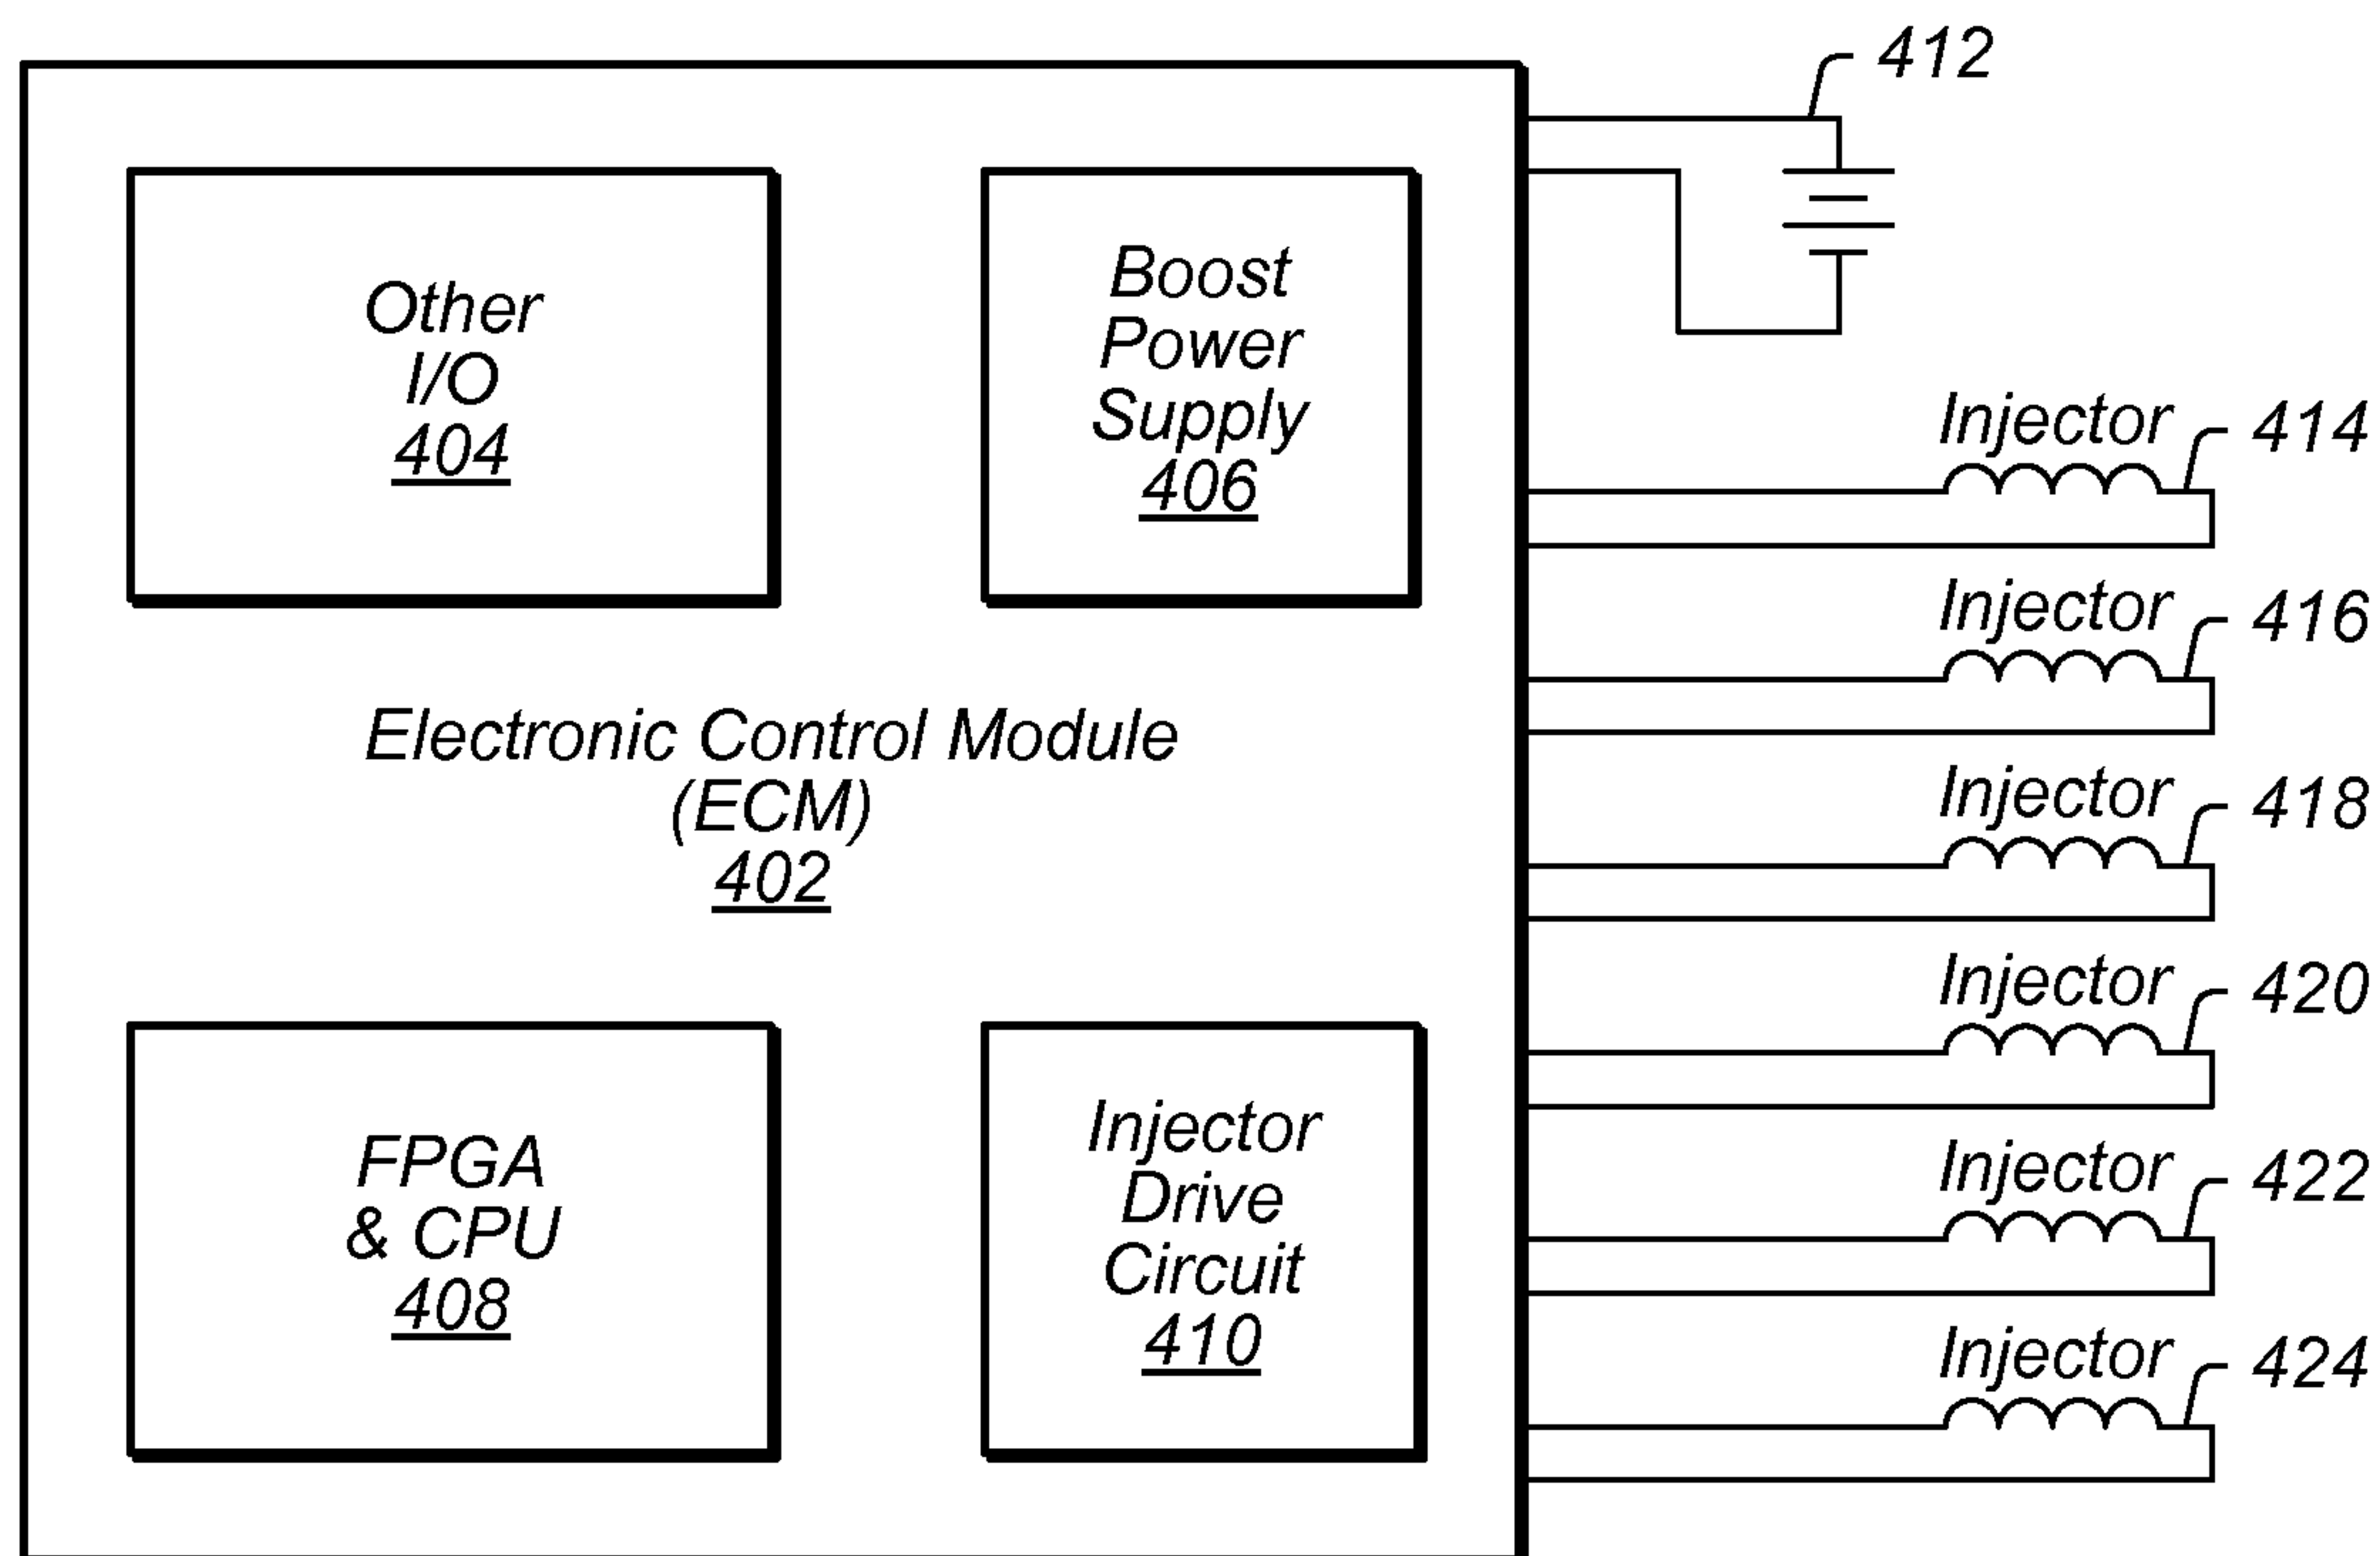 412
Other
I/O
404
Boost
Power
Supply
406
Injector
414
Injector
416
Electronic Control Module
(ECM)
402
Injector
418
Injector
420
FPGA
& CPU
408
Injector
Drive
Circuit
410
Injector
422
Injector
424